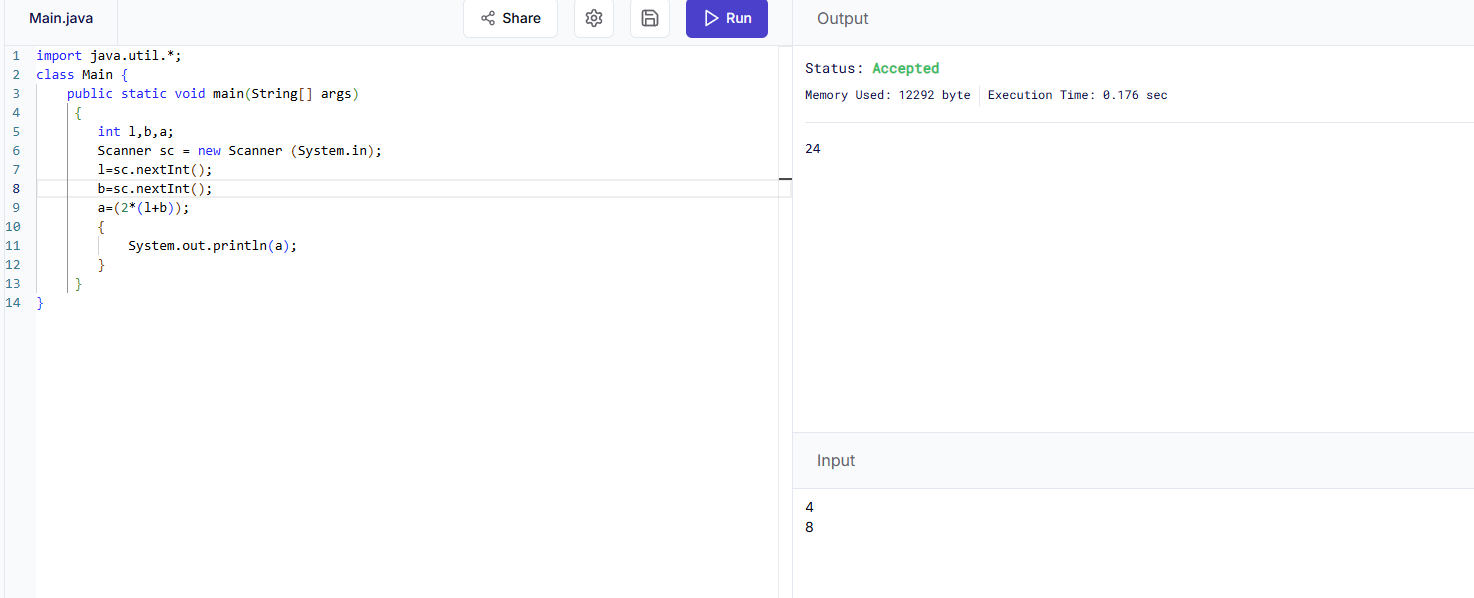 Main.java
Share
Run
Output
1 import java.util.*;
2 class Main {
3     public static void main(String[] args)
4      {
5         int l,b,a;
6         Scanner sc = new Scanner (System.in);
7         l=sc.nextInt();
8         b=sc.nextInt();
9         a=(2*(l+b));
10         {
11             System.out.println(a);
12         }
13      }
14 }
Status: Accepted
Memory Used: 12292 byte Execution Time: 0.176 sec
24
Input
4
8